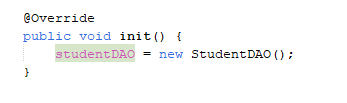 @Override
public void init() {
    studentDAO = new StudentDAO();
}